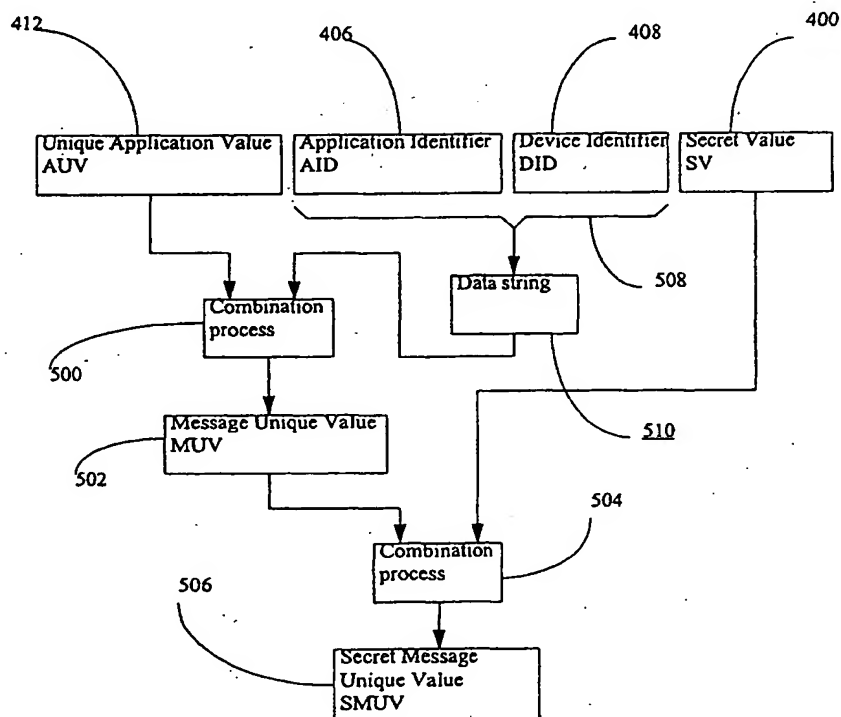 412
406
408
400
Unique Application Value
AUV
Application Identifier
AID
Device Identifier
DID
Secret Value
SV
508
Data string
Combination
process
500
510
Message Unique Value
MUV
502
504
Combination
process
506
Secret Message
Unique Value
SMUV